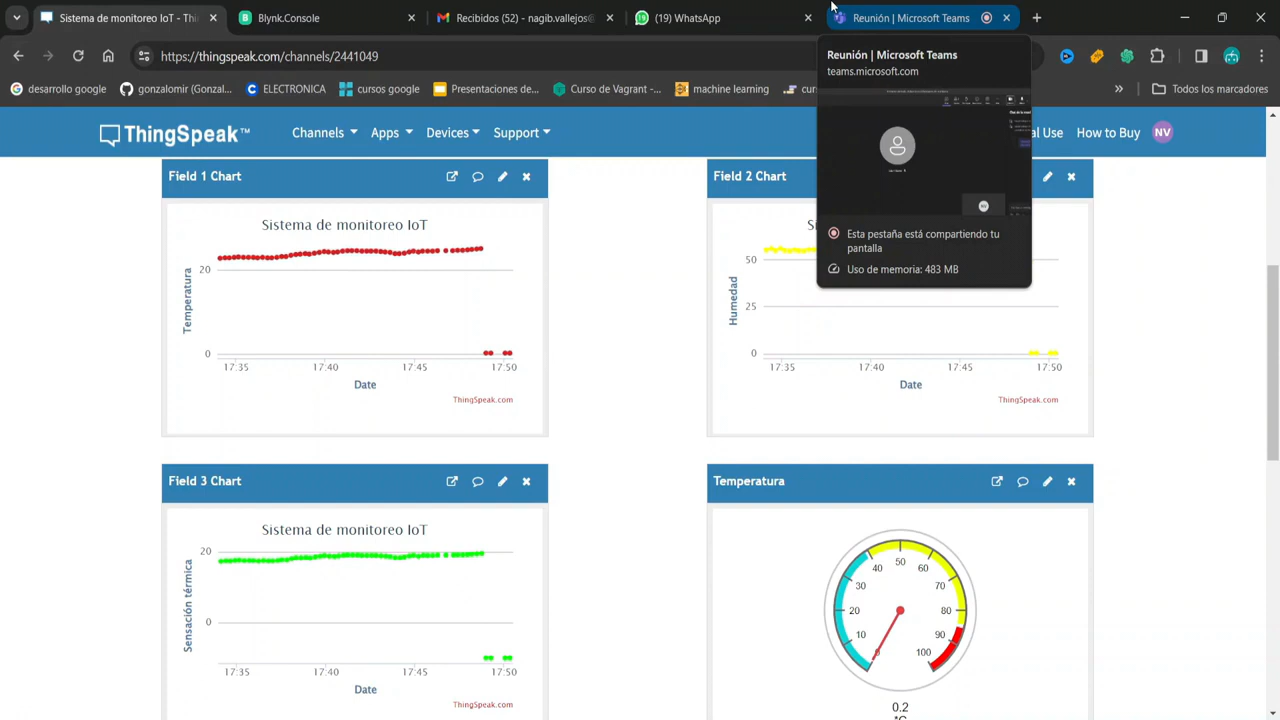 Sistema de monitoreo IoT - Thin
Blynk.Console
Recibidos (52) - nagib.vallejos@
(19) WhatsApp
Reunión | Microsoft Teams
https://thingspeak.com/channels/2441049
desarrollo google
gonzalomir (Gonzal...
ELECTRONICA
cursos google
Presentaciones de...
Curso de Vagrant -...
machine learning
»
Todos los marcadores
Reunión | Microsoft Teams
teams.microsoft.com
Esta pestaña está compartiendo tu
pantalla
Uso de memoria: 483 MB
ThingSpeak™
Channels
Apps
Devices
Support
al Use
How to Buy
NV
Field 1 Chart
Sistema de monitoreo IoT
Temperatura
20
0
17:35
17:40
17:45
17:50
Date
ThingSpeak.com
Field 2 Chart
Humedad
50
25
0
17:35
17:40
17:45
17:50
Date
ThingSpeak.com
Field 3 Chart
Sistema de monitoreo IoT
Sensación térmica
20
0
17:35
17:40
17:45
17:50
Date
ThingSpeak.com
Temperatura
0
10
20
30
40
50
60
70
80
90
100
0.2
°C